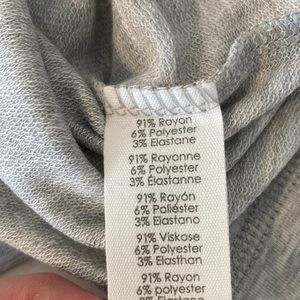 91% Rayon
6% Polyester
3% Elastane
91% Rayonne
6% Polyester
3% Élastanne
91% Rayón
6% Poliéster
3% Elastano
91% Viskose
6% Polyester
3% Elasthan
91% Rayon
6% polyester